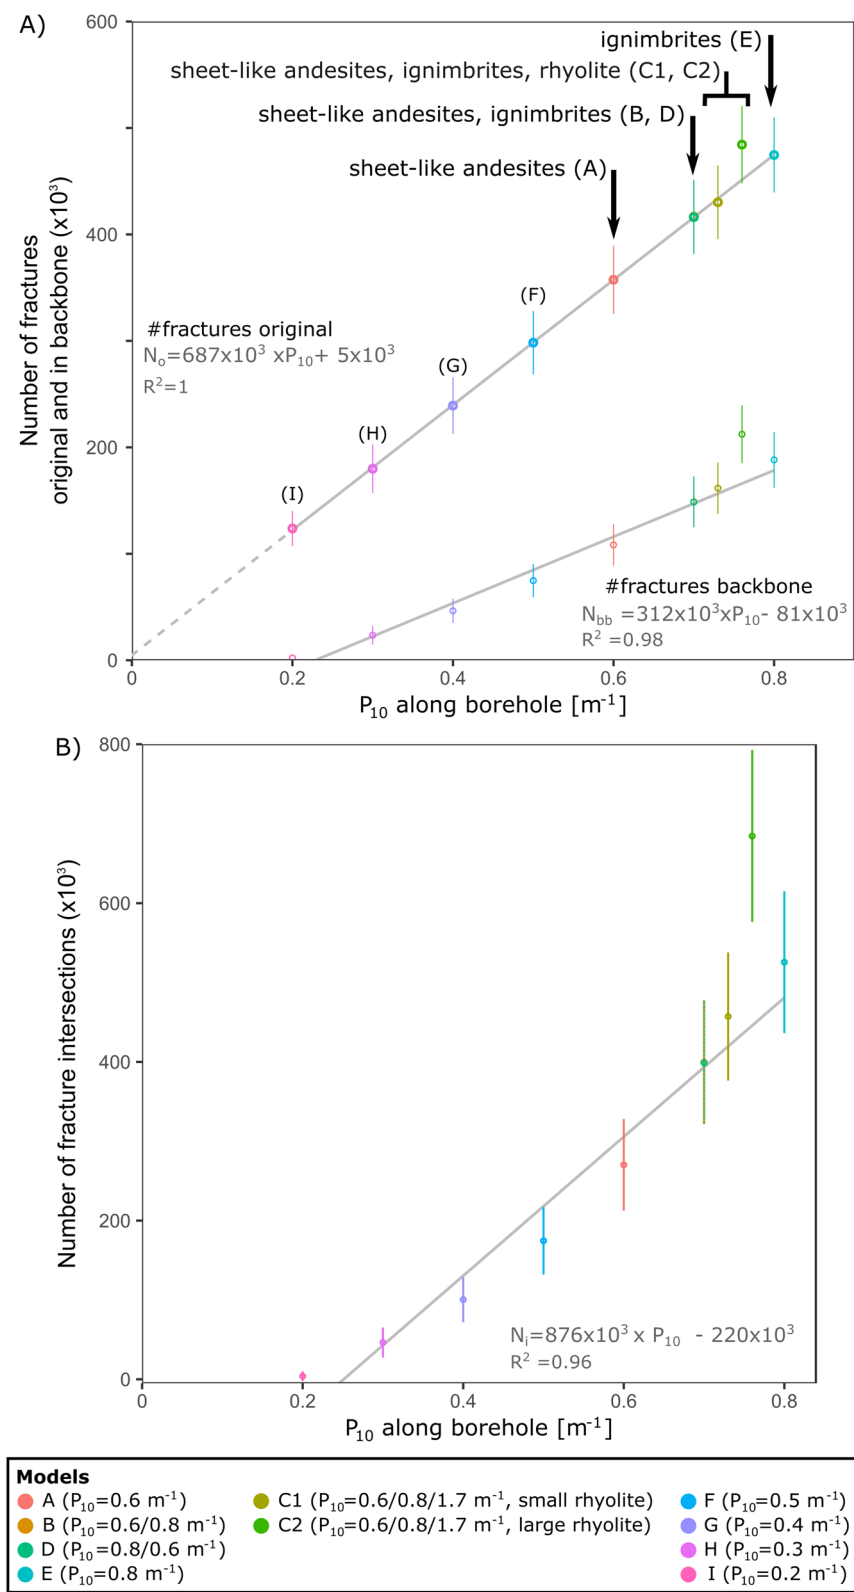 A)
600
400
200
0
Number of fractures
original and in backbone (x10³)
ignimbrites (E)
sheet-like andesites, ignimbrites, rhyolite (C1, C2)
sheet-like andesites, ignimbrites (B, D)
sheet-like andesites (A)
(F)
(G)
(H)
(I)
#fractures original
N₀=687x10³ xP₁₀+ 5x10³
R²=1
#fractures backbone
N_bb =312x10³xP₁₀- 81x10³
R² =0.98
0 0.2 0.4 0.6 0.8
P₁₀ along borehole [m⁻¹]
B)
800
600
400
200
0
Number of fracture intersections (x10³)
Nᵢ=876x10³ x P₁₀ - 220x10³
R² =0.96
0 0.2 0.4 0.6 0.8
P₁₀ along borehole [m⁻¹]
Models
A (P₁₀=0.6 m⁻¹)
B (P₁₀=0.6/0.8 m⁻¹)
D (P₁₀=0.8/0.6 m⁻¹)
E (P₁₀=0.8 m⁻¹)
C1 (P₁₀=0.6/0.8/1.7 m⁻¹, small rhyolite)
C2 (P₁₀=0.6/0.8/1.7 m⁻¹, large rhyolite)
F (P₁₀=0.5 m⁻¹)
G (P₁₀=0.4 m⁻¹)
H (P₁₀=0.3 m⁻¹)
I (P₁₀=0.2 m⁻¹)